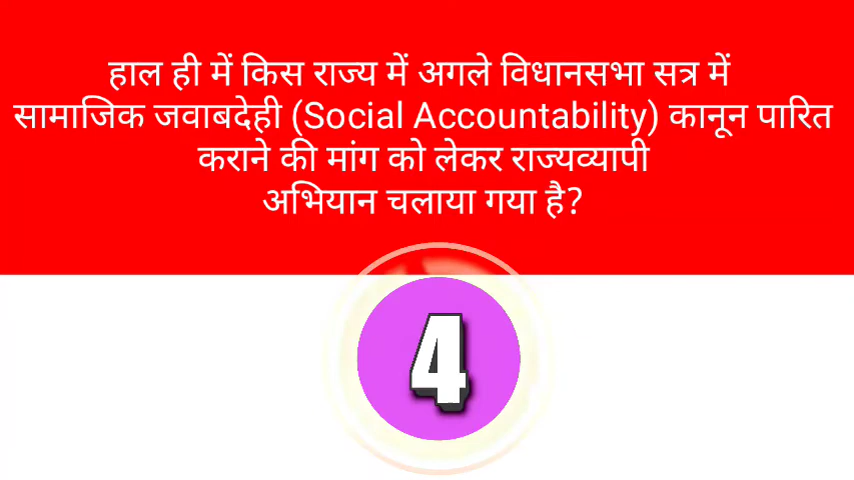 हाल ही में किस राज्य में अगले विधानसभा सत्र में
सामाजिक जवाबदेही (Social Accountability) कानून पारित
कराने की मांग को लेकर राज्यव्यापी
अभियान चलाया गया है?
4